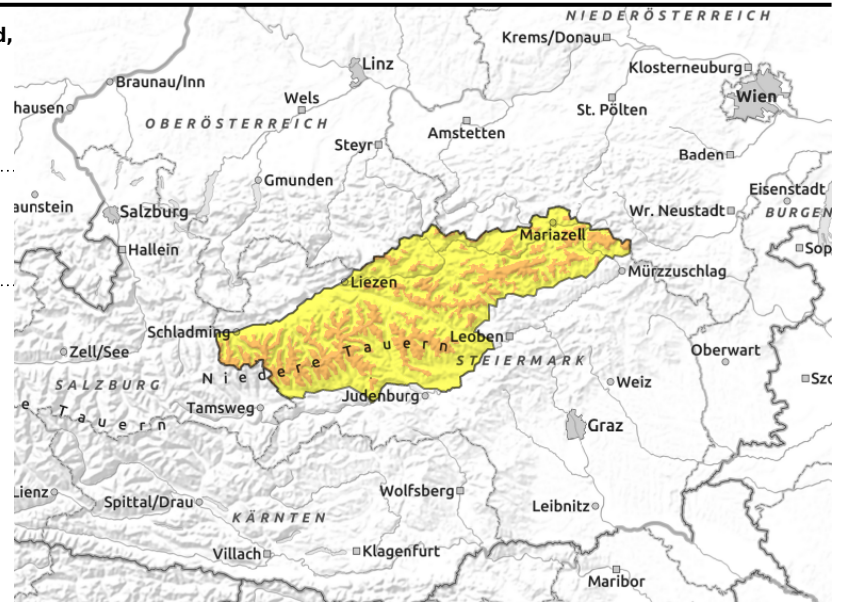 d,
NIEDERÖSTERREICH
Krems/Donau
Linz
Klosterneuburg
Braunau/Inn
Wien
Wels
hausen
St. Pölten
OBERÖSTERREICH
Amstetten
Steyr
Baden
Gmunden
Eisenstadt
aunstein
Salzburg
Wr. Neustadt
BURGEN
Mariazell
Hallein
Sop
Mürzzuschlag
Liezen
Schladming
Leoben
Zell/See
Niedere Tauern
STEIERMARK
Oberwart
SALZBURG
Weiz
Szo
Judenburg
e Tauern
Tamsweg
Graz
Lienz
Wolfsberg
Spittal/Drau
Leibnitz
KÄRNTEN
Villach
Klagenfurt
Maribor